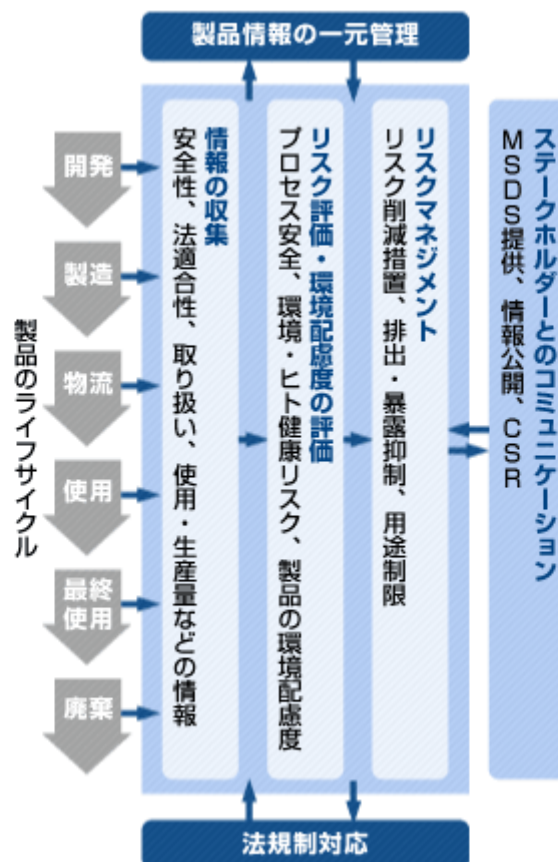 製品情報の一元管理
製品のライフサイクル
開発
製造
物流
使用
最終
使用
廃棄
情報の収集
安全性、法適合性、取り扱い、使用・生産量などの情報
リスク評価・環境配慮度の評価
プロセス安全、環境・ヒト健康リスク、製品の環境配慮度
リスクマネジメント
リスク削減措置、排出・暴露抑制、用途制限
ステークホルダーとのコミュニケーション
MSDS提供、情報公開、CSR
法規制対応